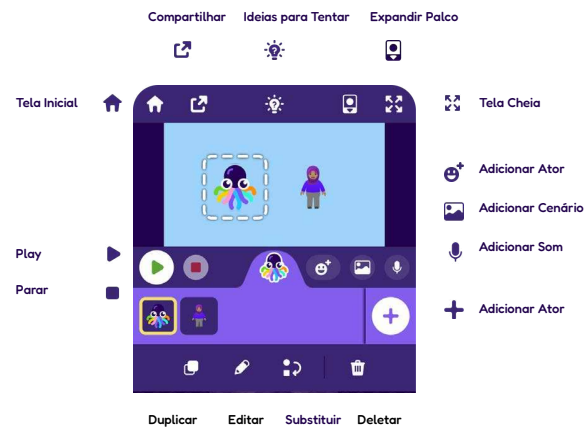 Compartilhar Ideias para Tentar Expandir Palco
Tela Inicial
Tela Cheia
Adicionar Ator
Adicionar Cenário
Adicionar Som
Play
Parar
Adicionar Ator
Duplicar Editar Substituir Deletar